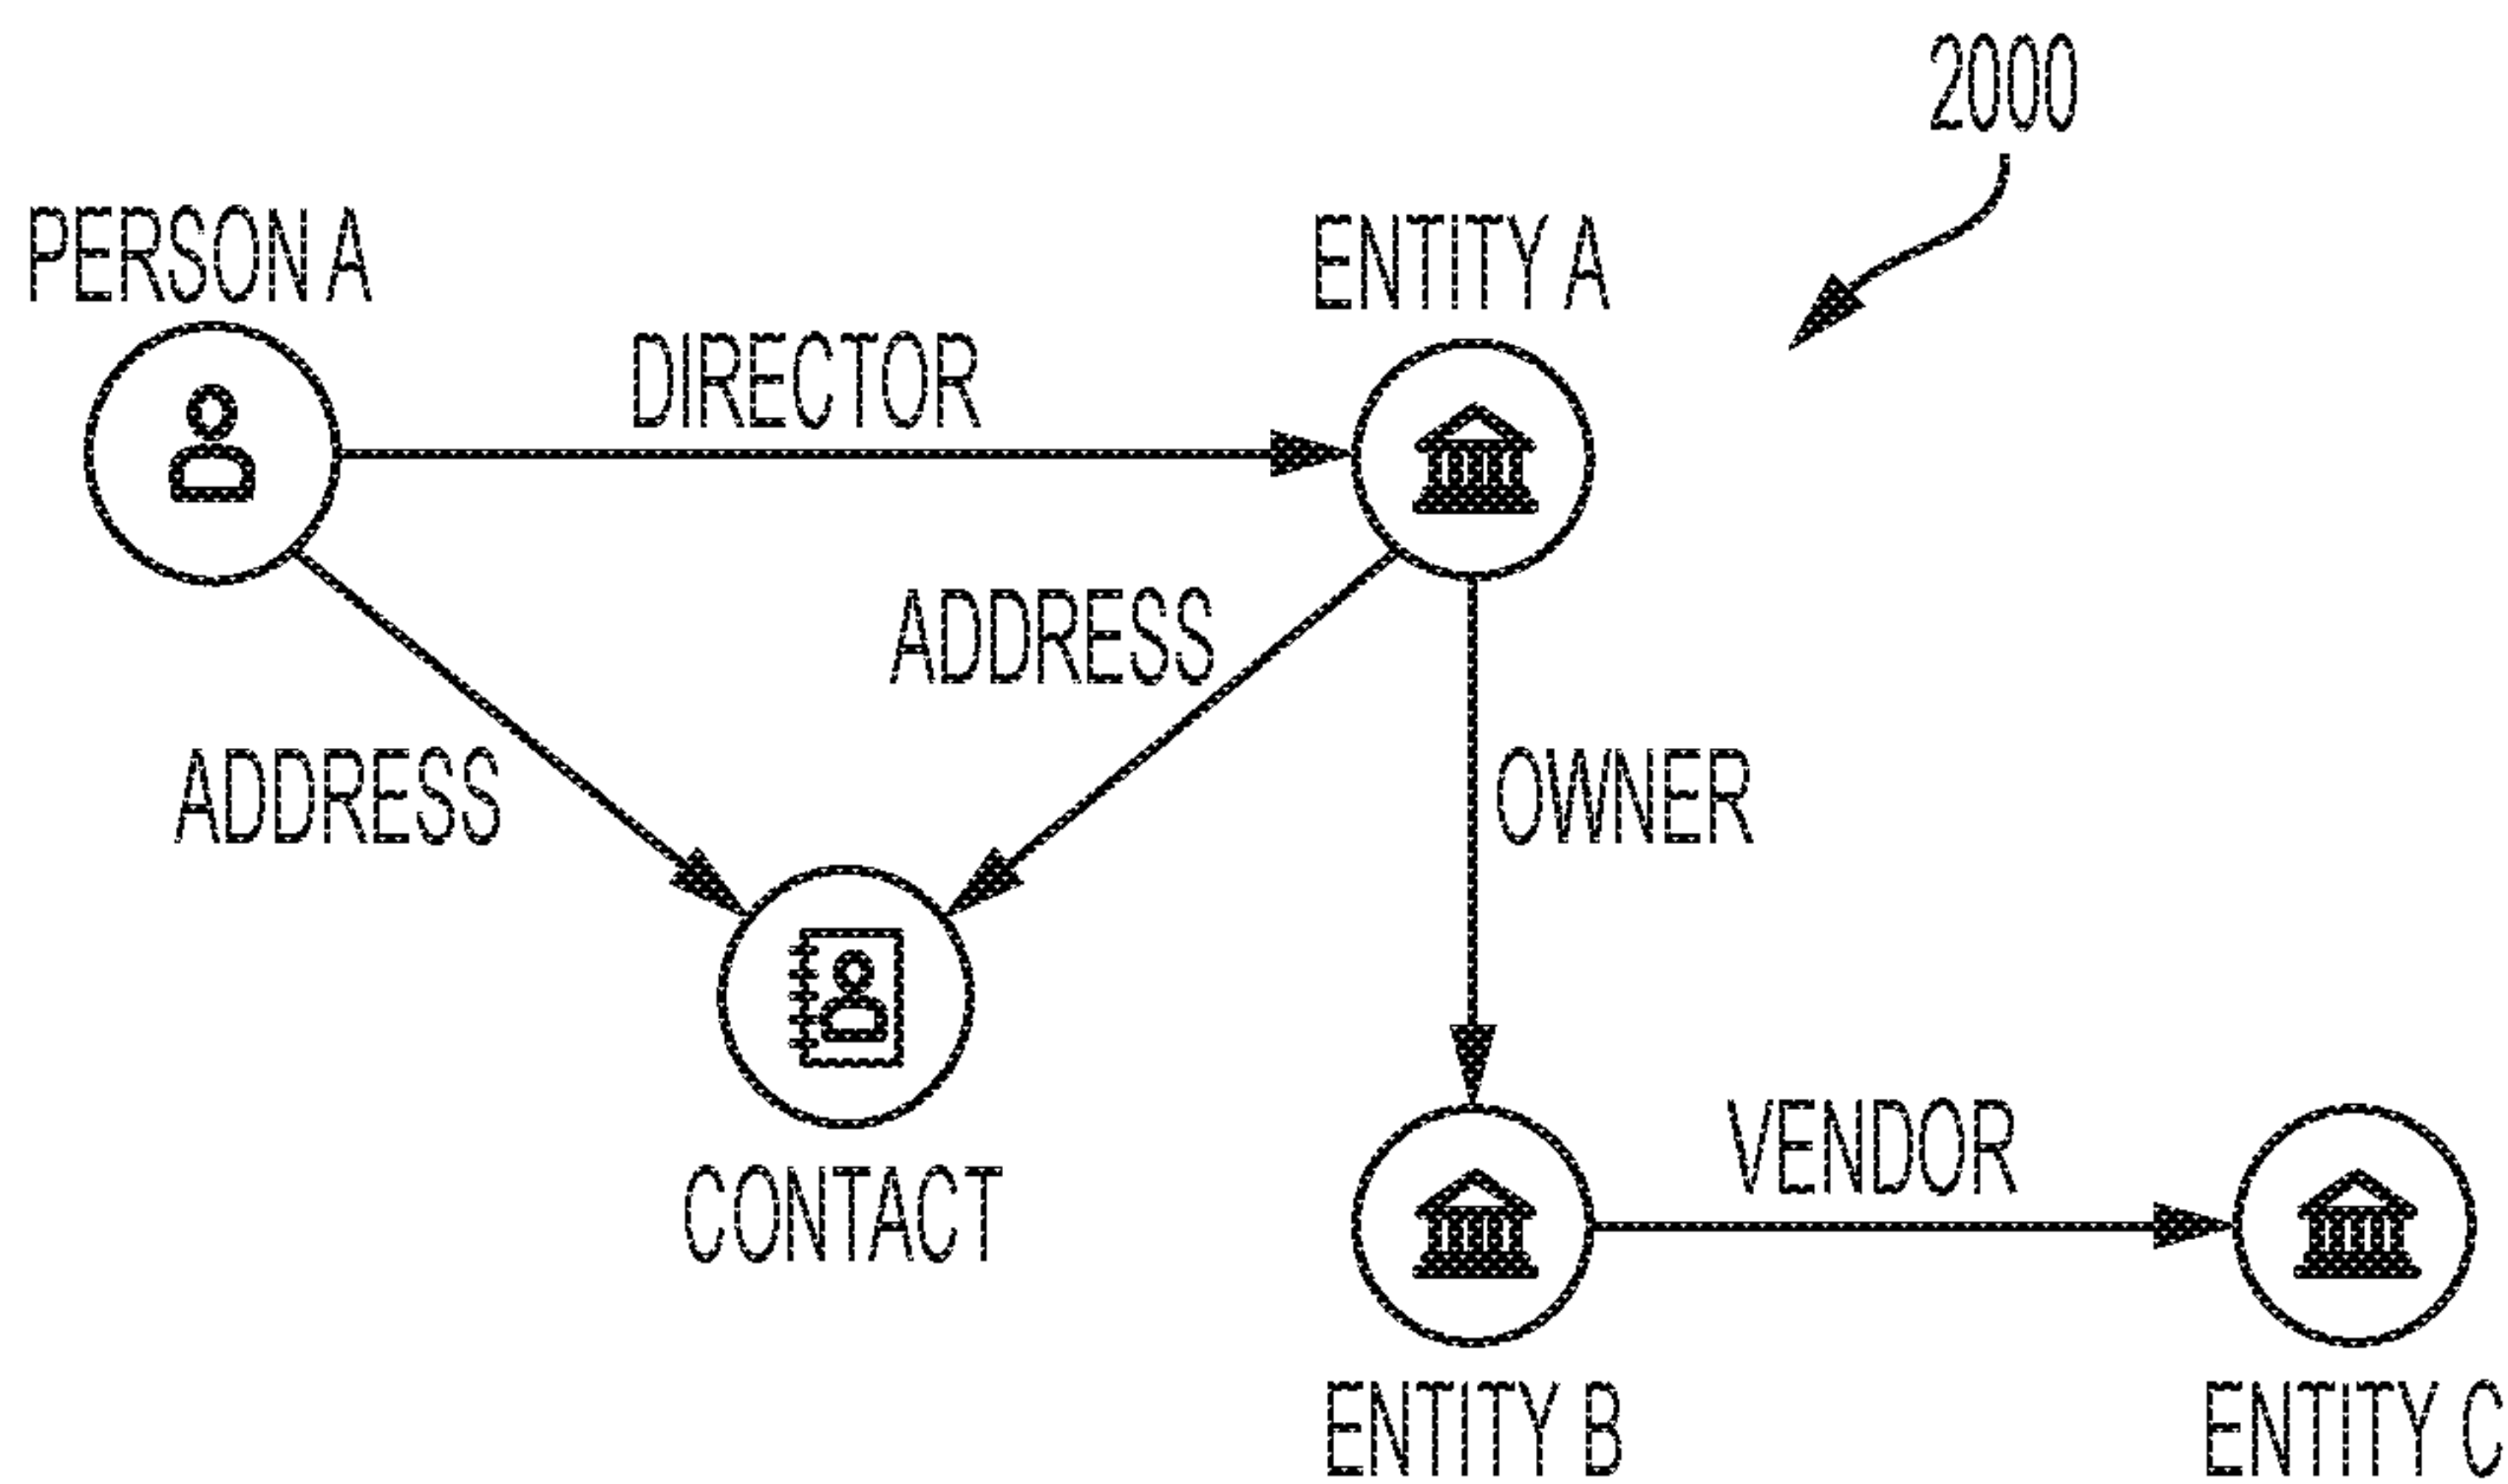 2000
PERSON A
ENTITY A
DIRECTOR
ADDRESS
ADDRESS
OWNER
CONTACT
VENDOR
ENTITY B
ENTITY C